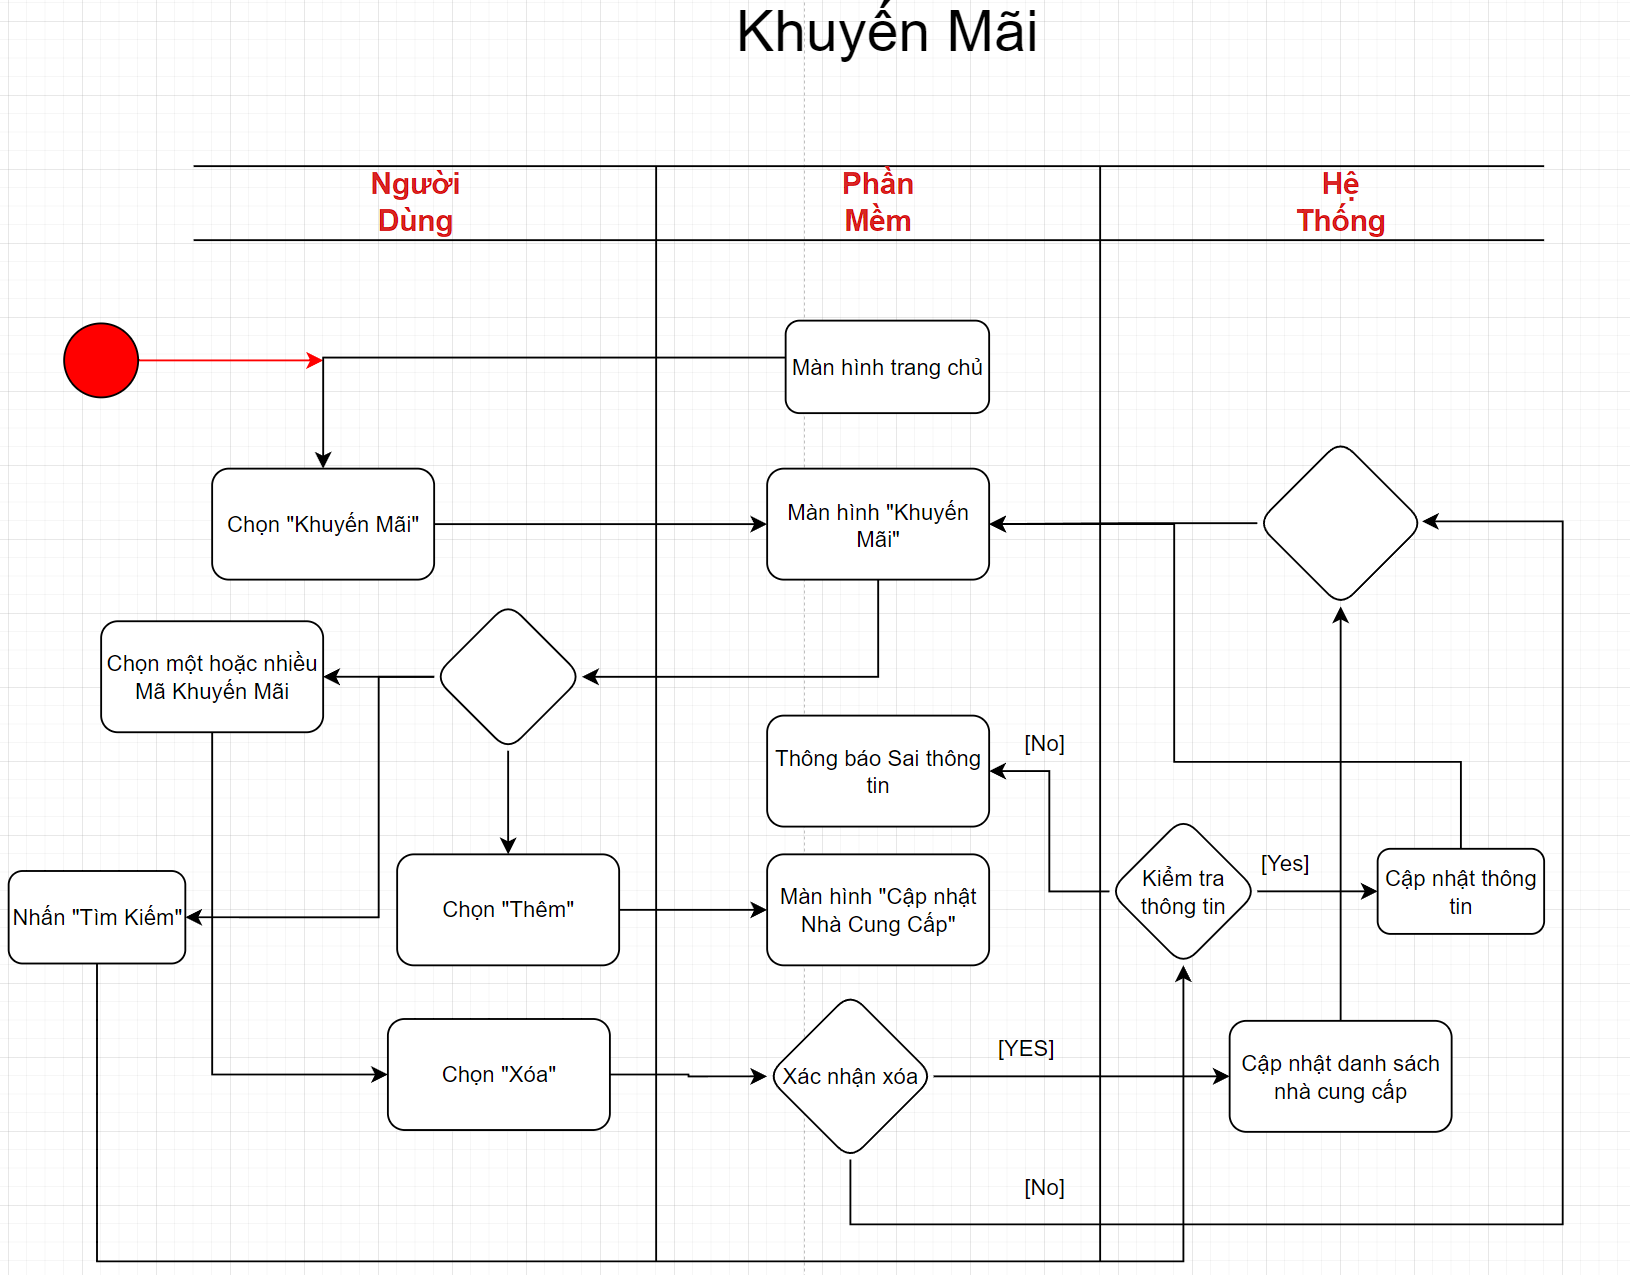 Khuyến Mãi
Người
Dùng
Phần
Mềm
Hệ
Thống
Màn hình trang chủ
Chọn "Khuyến Mãi"
Màn hình "Khuyến
Mãi"
Chọn một hoặc nhiều
Mã Khuyến Mãi
Thông báo Sai thông
tin
[No]
Kiểm tra
thông tin
[Yes]
Cập nhật thông
tin
Nhấn "Tìm Kiếm"
Chọn "Thêm"
Màn hình "Cập nhật
Nhà Cung Cấp"
Chọn "Xóa"
Xác nhận xóa
[YES]
Cập nhật danh sách
nhà cung cấp
[No]